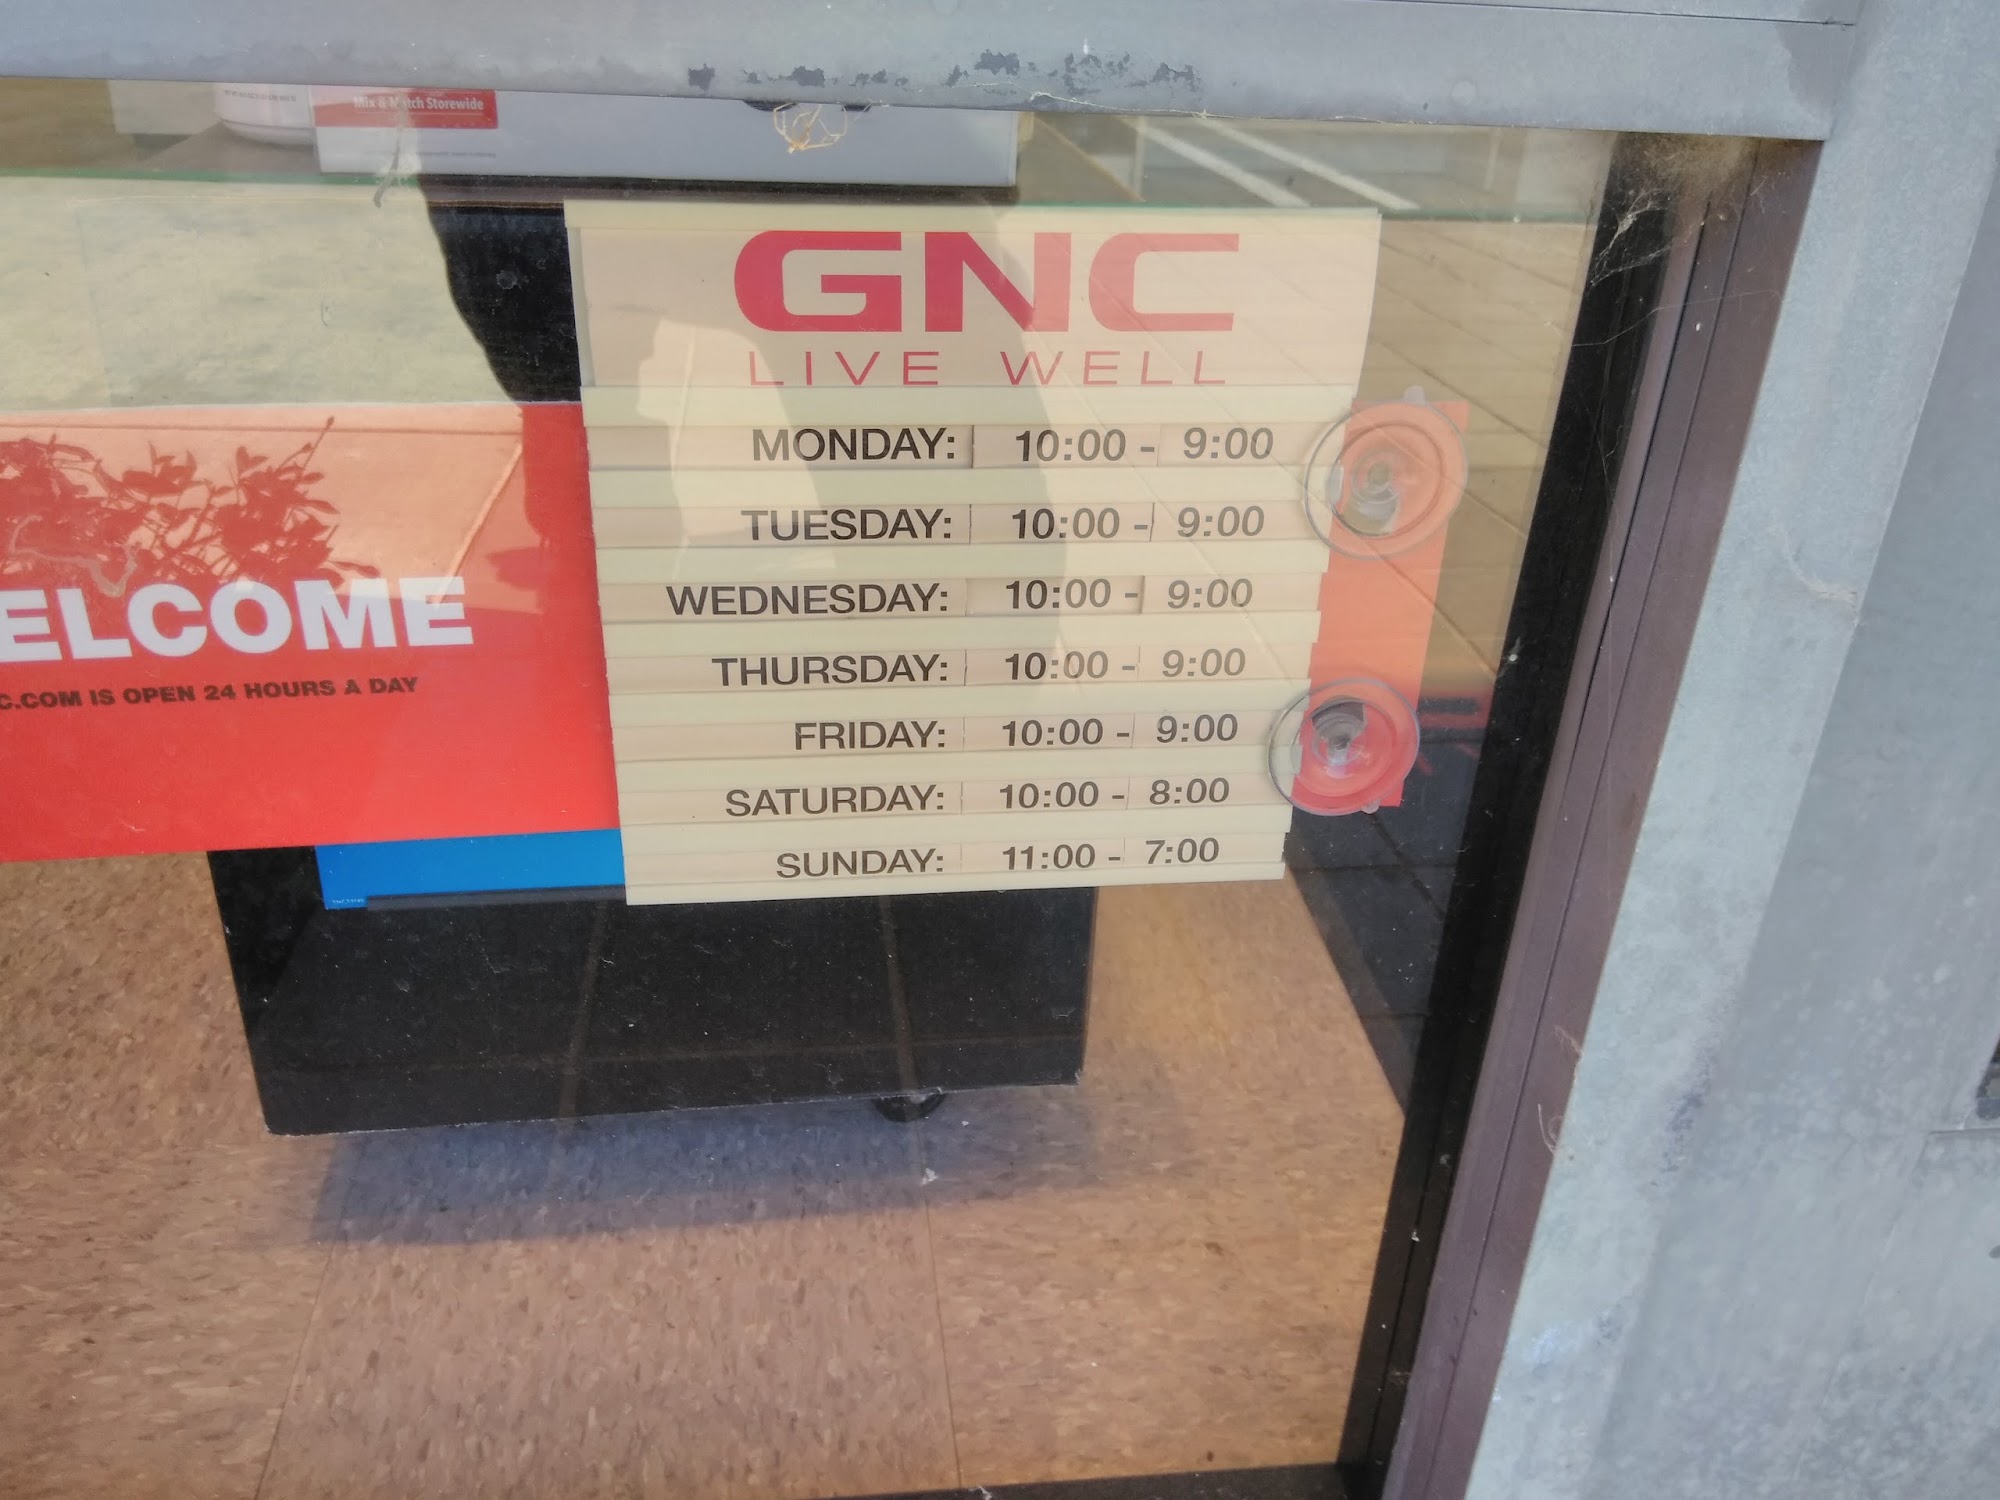 Mix & Match Storewide
GNC
LIVE WELL
MONDAY: 10:00 - 9:00
TUESDAY: 10:00 - 9:00
WEDNESDAY: 10:00 - 9:00
THURSDAY: 10:00 - 9:00
FRIDAY: 10:00 - 9:00
SATURDAY: 10:00 - 8:00
SUNDAY: 11:00 - 7:00
ELCOME
C.COM IS OPEN 24 HOURS A DAY